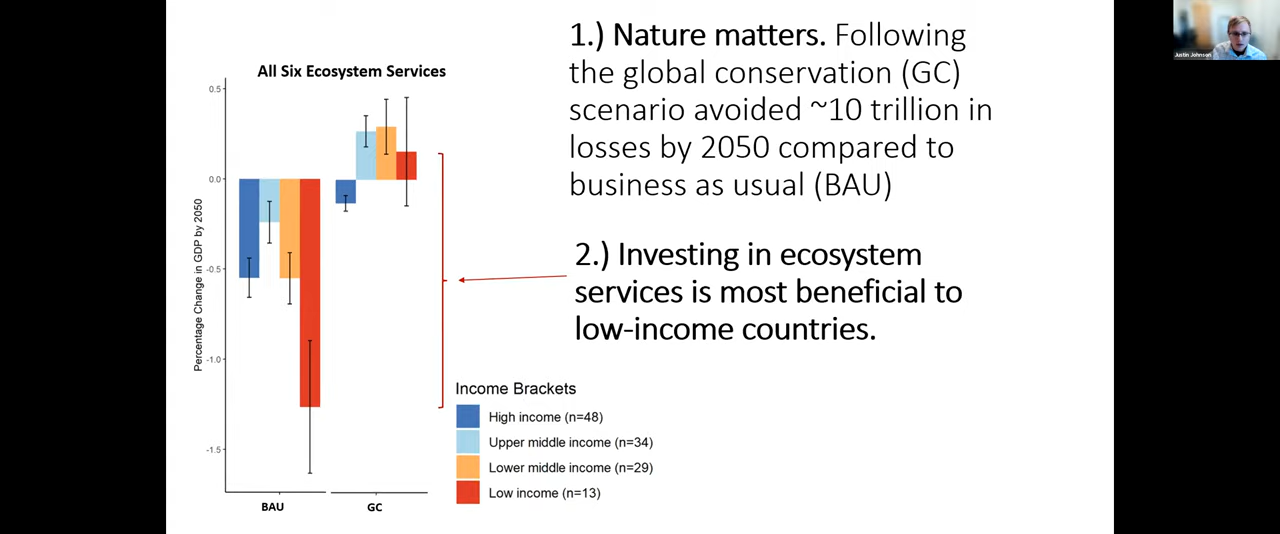 1.) Nature matters. Following
the global conservation (GC)
scenario avoided ~10 trillion in
losses by 2050 compared to
business as usual (BAU)
2.) Investing in ecosystem
services is most beneficial to
low-income countries.
All Six Ecosystem Services
Percentage Change in GDP by 2050
0.5
0.0
-0.5
-1.0
-1.5
BAU
GC
Income Brackets
High income (n=48)
Upper middle income (n=34)
Lower middle income (n=29)
Low income (n=13)
Justin Johnson